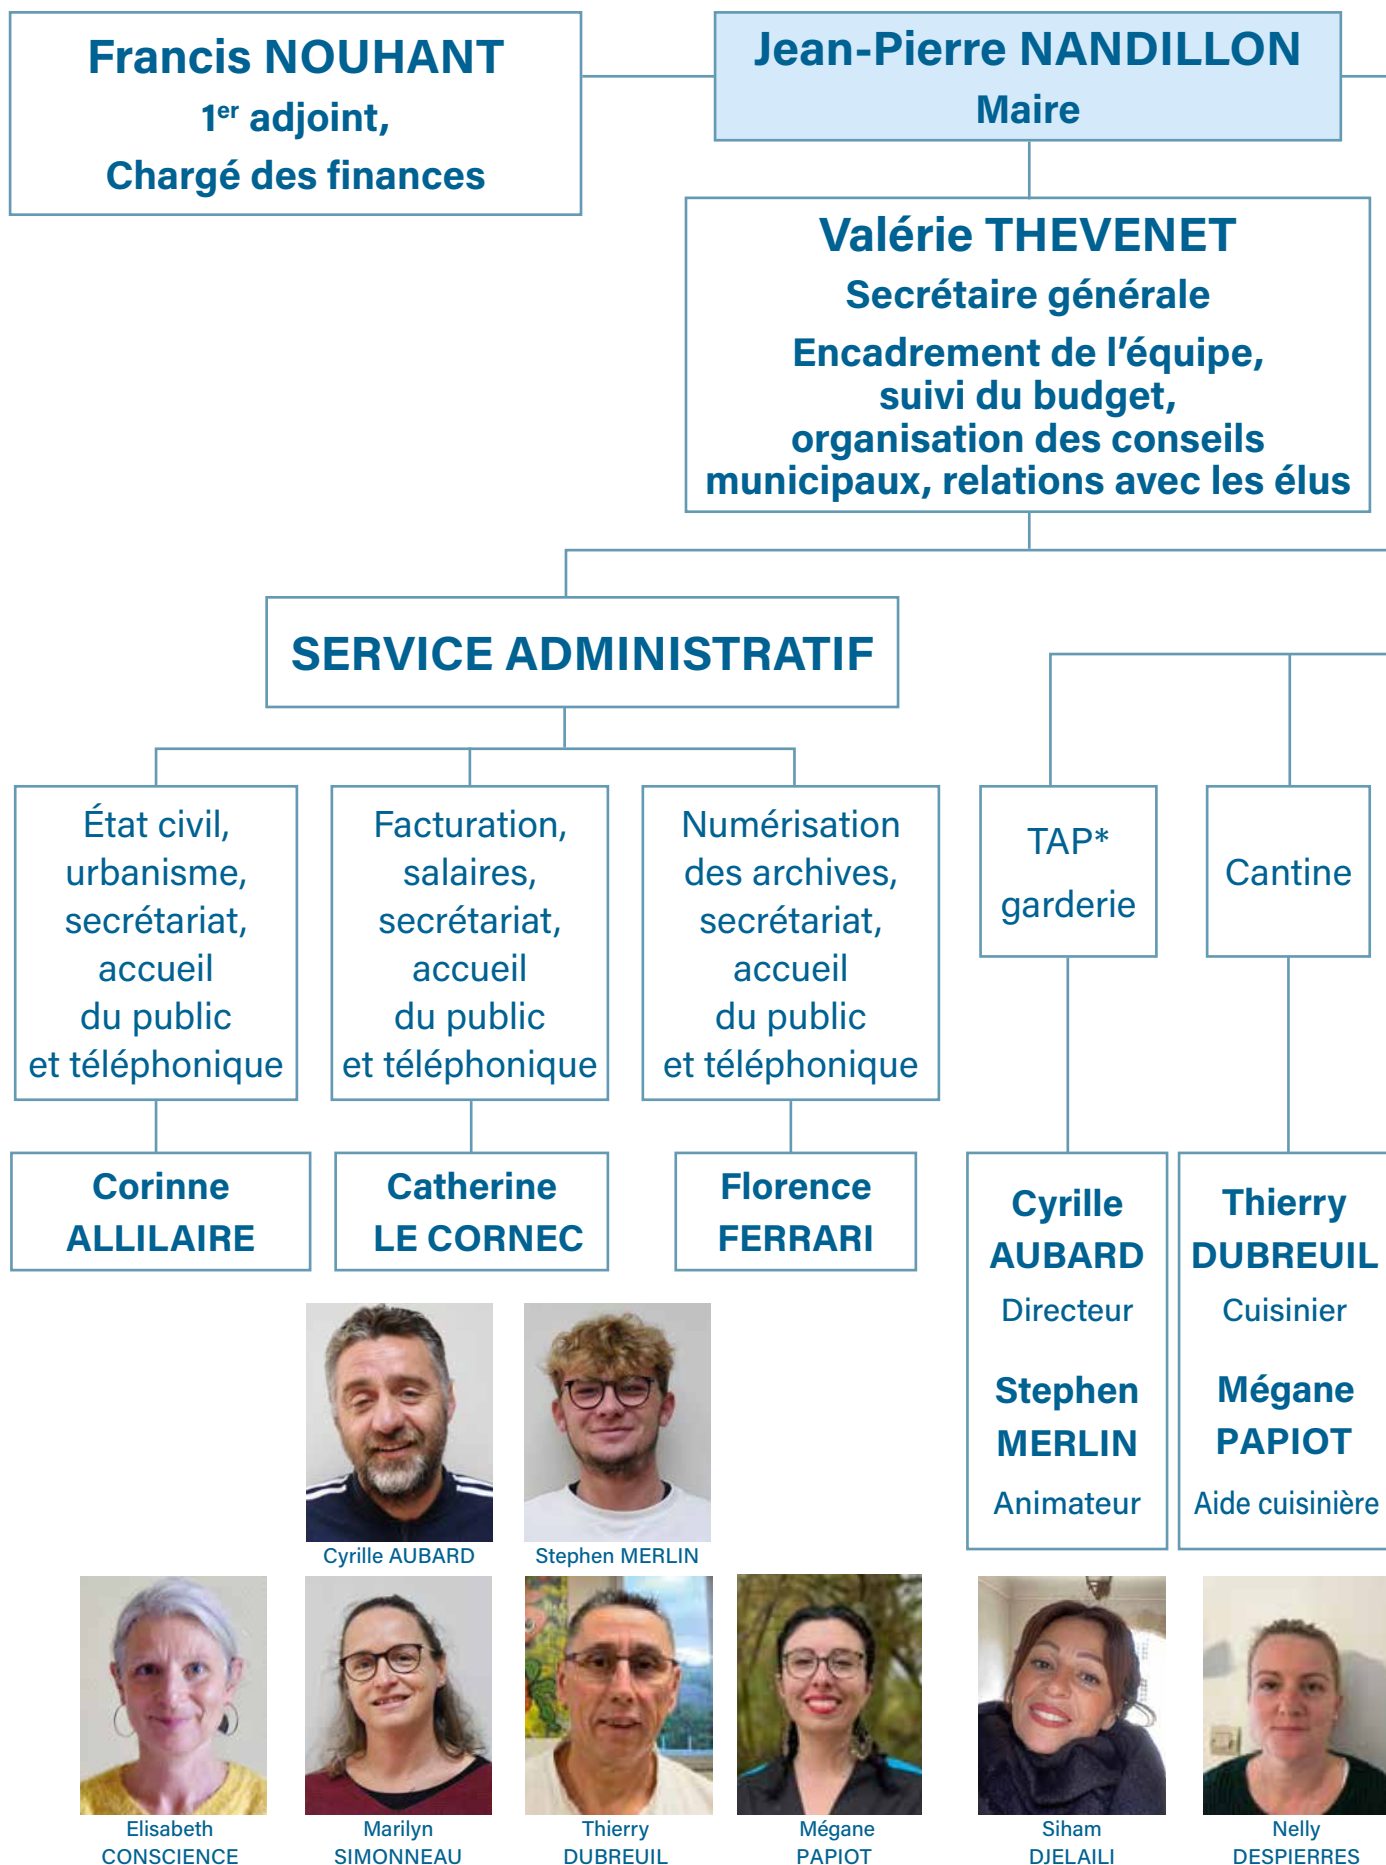 Francis NOUHANT
1er adjoint,
Chargé des finances
Jean-Pierre NANDILLON
Maire
Valérie THEVENET
Secrétaire générale
Encadrement de l'équipe,
suivi du budget,
organisation des conseils
municipaux, relations avec les élus
SERVICE ADMINISTRATIF
État civil,
urbanisme,
secrétariat,
accueil
du public
et téléphonique
Facturation,
salaires,
secrétariat,
accueil
du public
et téléphonique
Numérisation
des archives,
secrétariat,
accueil
du public
et téléphonique
TAP*
garderie
Cantine
Corinne
ALLILAIRE
Catherine
LE CORNEC
Florence
FERRARI
Cyrille
AUBARD
Directeur
Stephen
MERLIN
Animateur
Thierry
DUBREUIL
Cuisinier
Mégane
PAPIOT
Aide cuisinière
Cyrille AUBARD
Stephen MERLIN
Elisabeth
CONSCIENCE
Marilyn
SIMONNEAU
Thierry
DUBREUIL
Mégane
PAPIOT
Siham
DJELAILI
Nelly
DESPIERRES